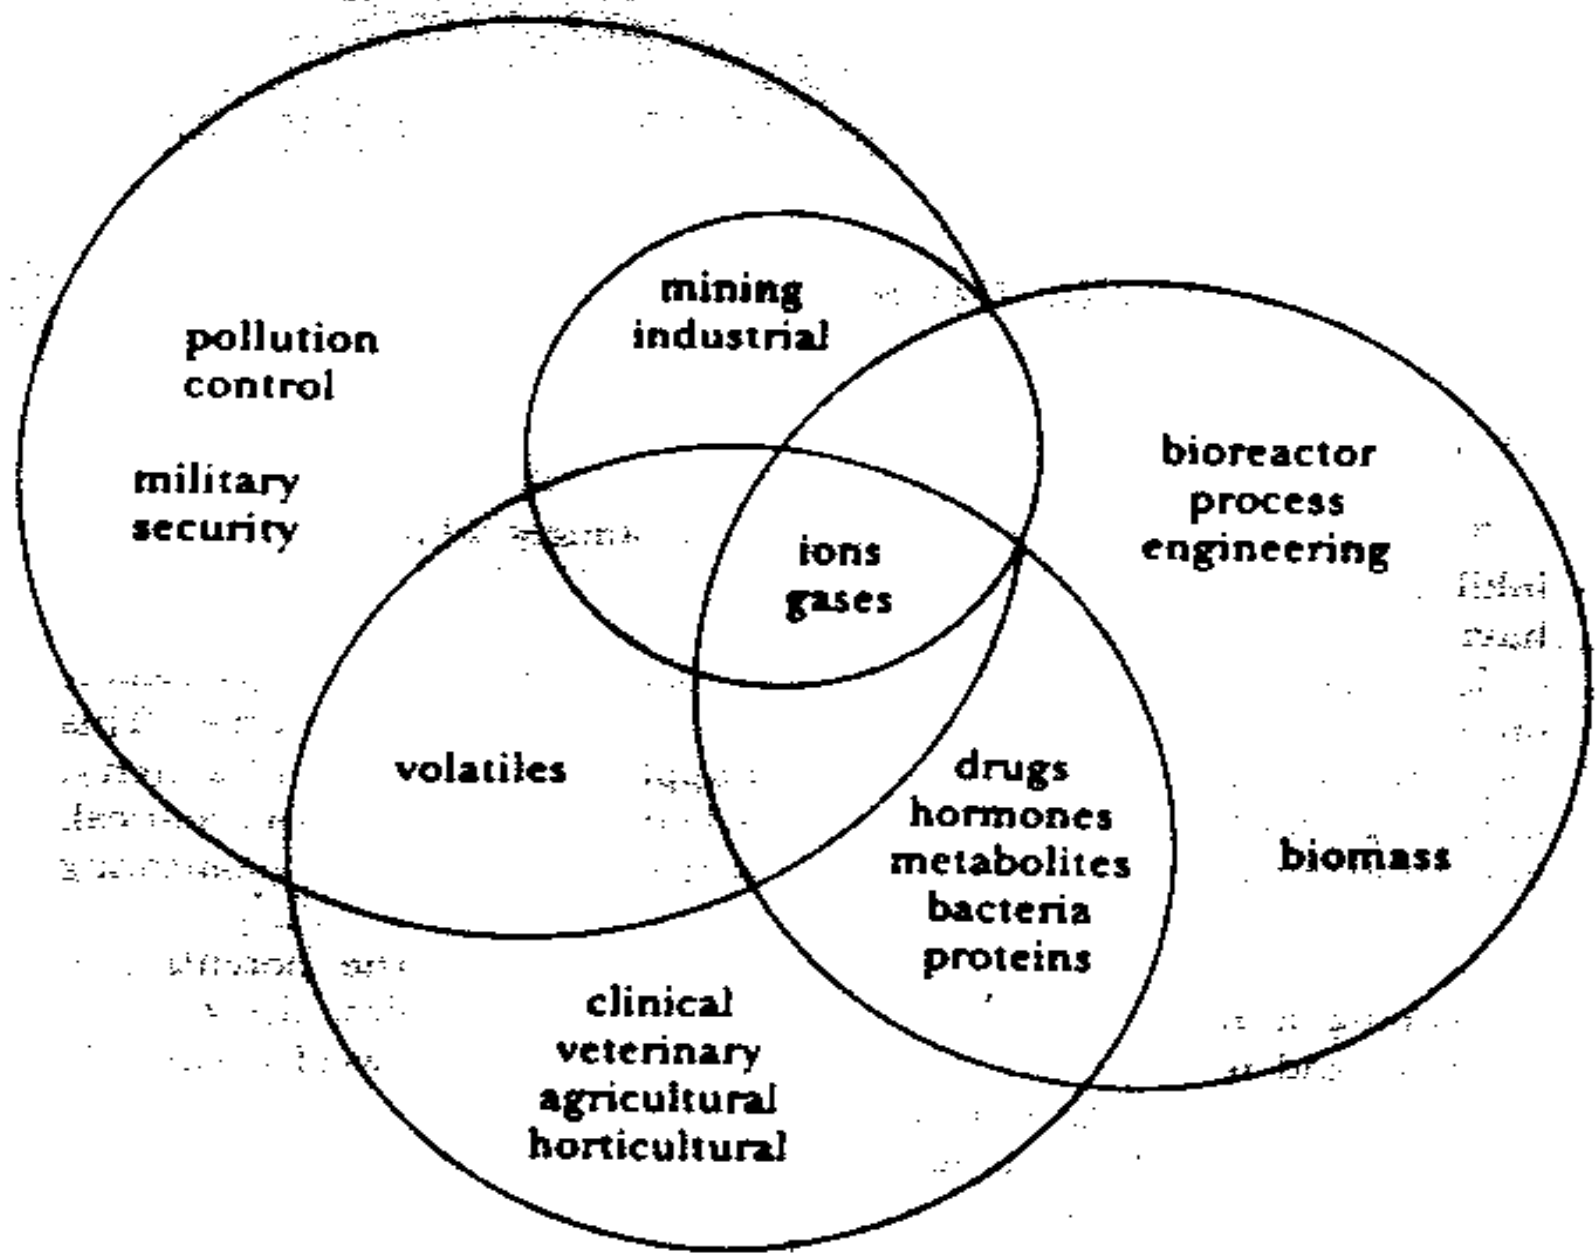 mining
industrial
pollution
control
military
security
bioreactor
process
engineering
ions
gases
volatiles
drugs
hormones
metabolites
bacteria
proteins
biomass
clinical
veterinary
agricultural
horticultural